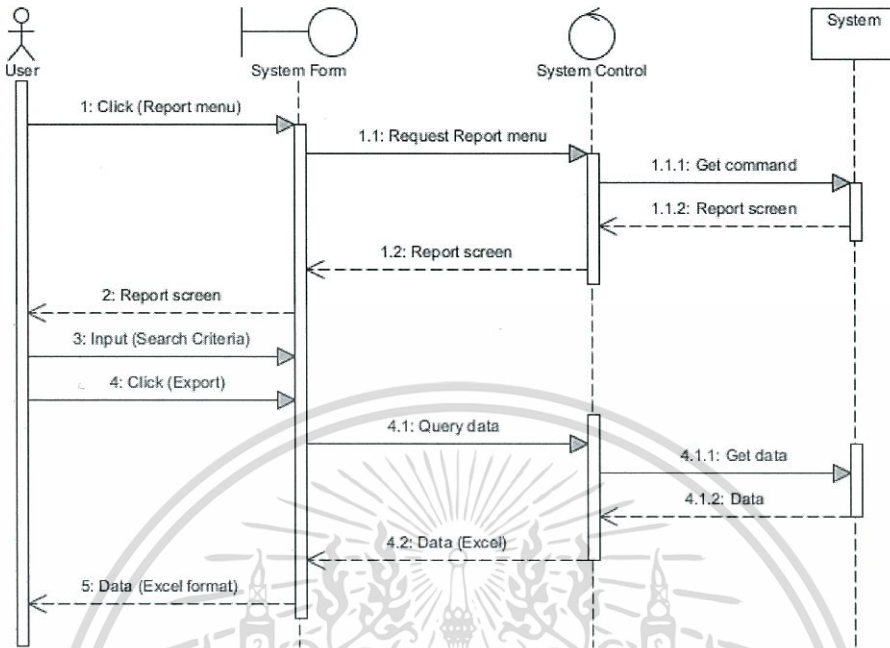 User
System Form
System Control
System
1: Click (Report menu)
1.1: Request Report menu
1.1.1: Get command
1.1.2: Report screen
1.2: Report screen
2: Report screen
3: Input (Search Criteria)
4: Click (Export)
4.1: Query data
4.1.1: Get data
4.1.2: Data
4.2: Data (Excel)
5: Data (Excel format)